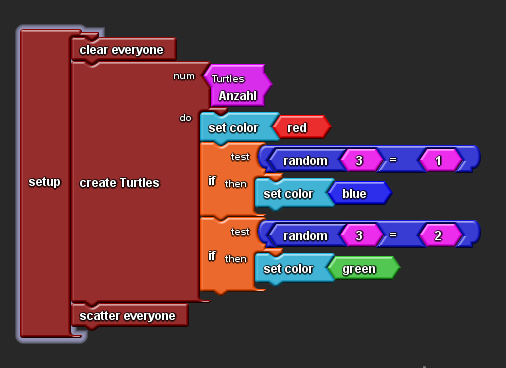 clear everyone
num Turtles
Anzahl
do
set color red
test random 3 = 1
if
then set color blue
setup create Turtles
test random 3 = 2
if
then set color green
scatter everyone